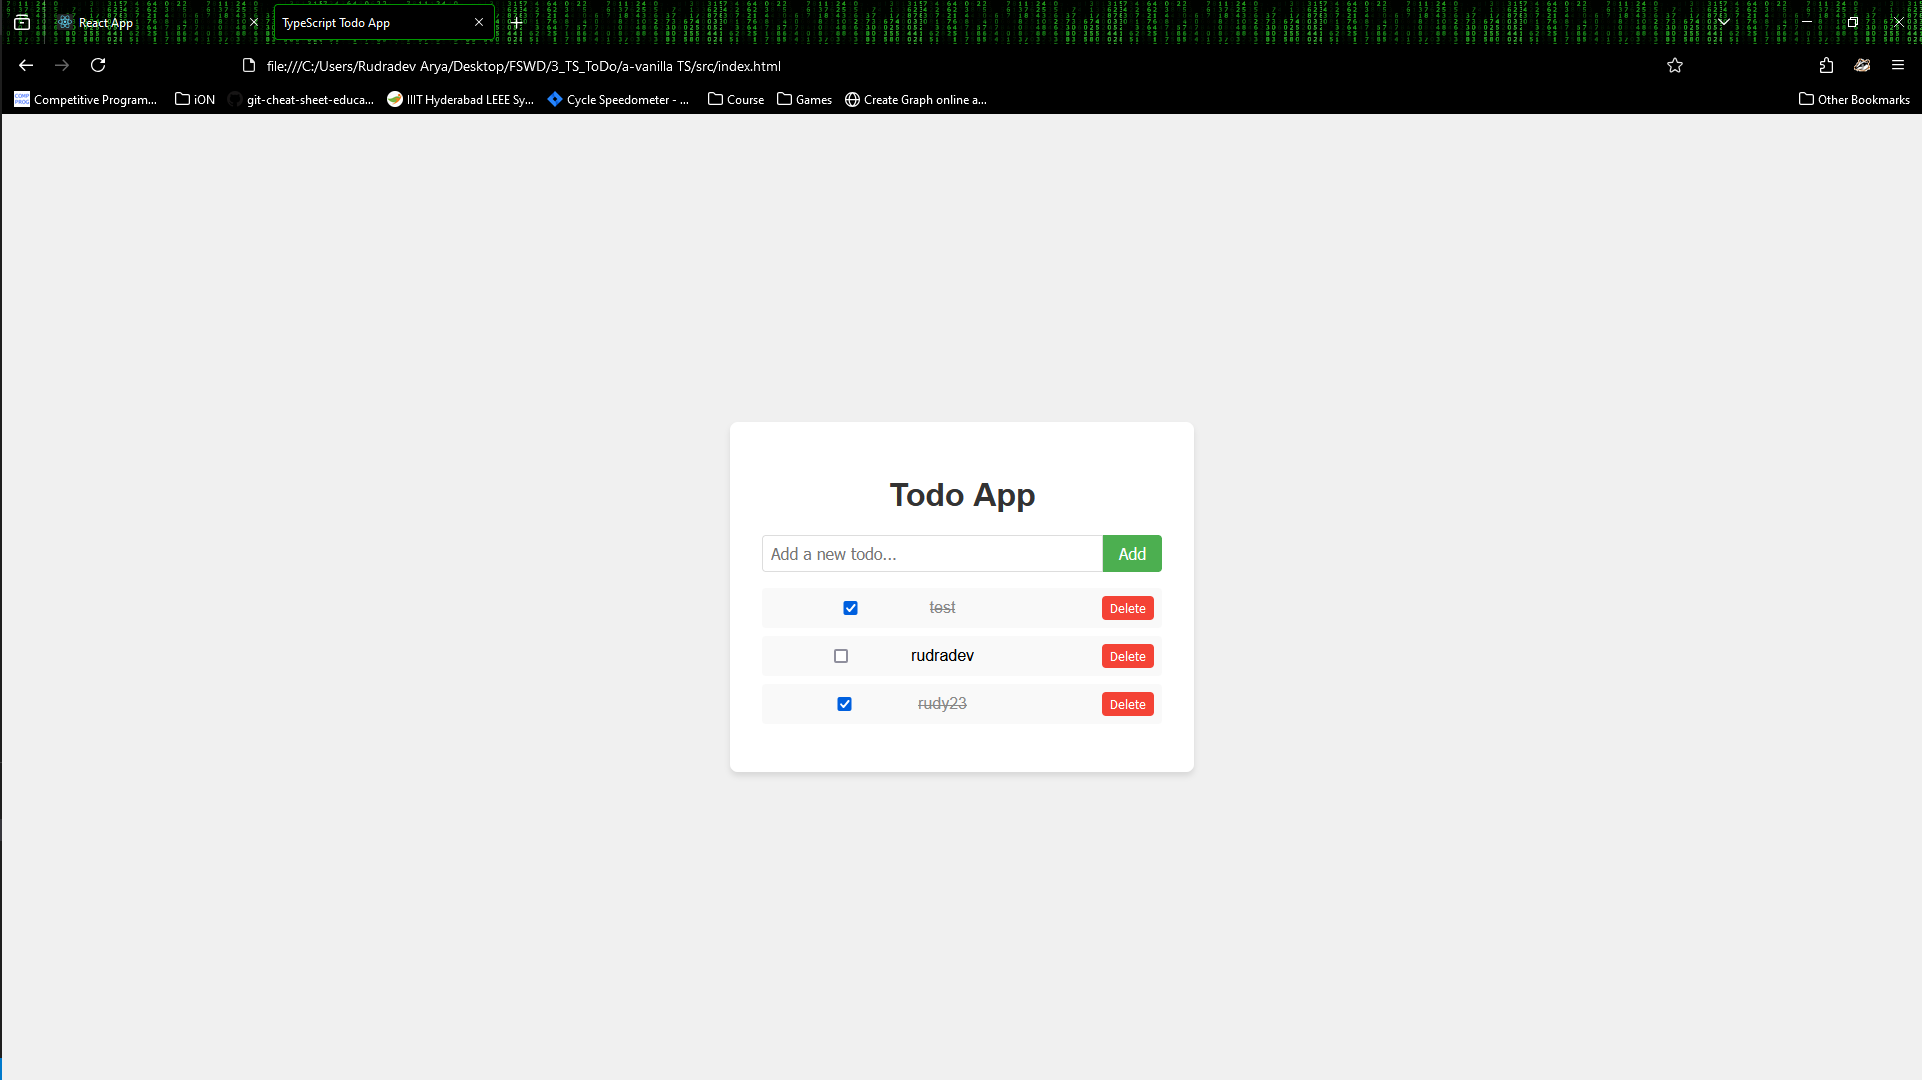 React App
TypeScript Todo App
file:///C:/Users/Rudradev Arya/Desktop/FSWD/3_TS_ToDo/a-vanilla TS/src/index.html
Competitive Program... iON git-cheat-sheet-educa... IIIT Hyderabad LEEE Sy... Cycle Speedometer - ... Course Games Create Graph online a... Other Bookmarks
Todo App
Add a new todo... Add
test Delete
rudradev Delete
rudy23 Delete